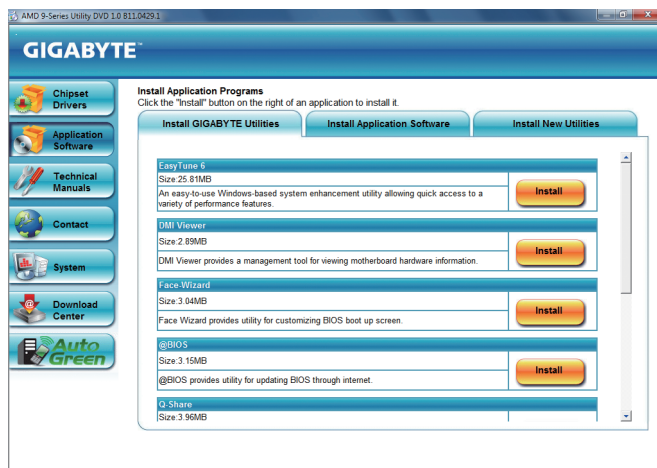 AMD 9-Series Utility DVD 1.0 B11.0429.1
GIGABYTE™
Chipset
Drivers
Application
Software
Technical
Manuals
Contact
System
Download
Center
Auto
Green
Install Application Programs
Click the "Install" button on the right of an application to install it.
Install GIGABYTE Utilities
Install Application Software
Install New Utilities
EasyTune 6
Size:25.81MB
An easy-to-use Windows-based system enhancement utility allowing quick access to a
variety of performance features.
Install
DMI Viewer
Size:2.89MB
DMI Viewer provides a management tool for viewing motherboard hardware information.
Install
Face-Wizard
Size:3.04MB
Face Wizard provides utility for customizing BIOS boot up screen.
Install
@BIOS
Size:3.15MB
@BIOS provides utility for updating BIOS through internet.
Install
Q-Share
Size:3.96MB